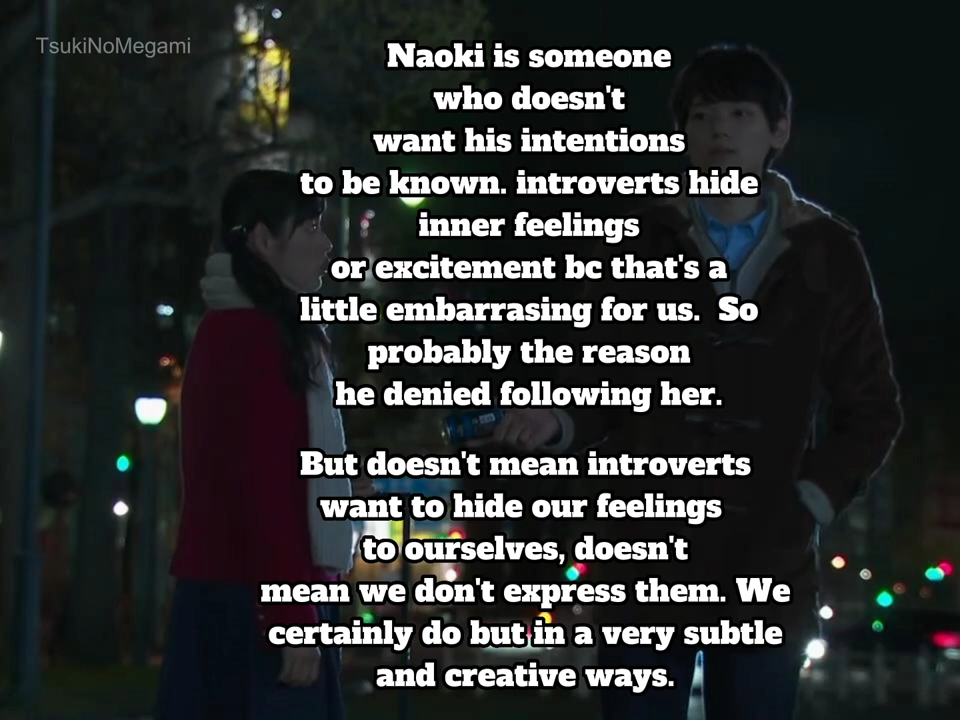 TsukiNoMegami
Naoki is someone
who doesn't
want his intentions
to be known. introverts hide
inner feelings
or excitement bc that's a
little embarrasing for us.  So
probably the reason
he denied following her.
But doesn't mean introverts
want to hide our feelings
to ourselves, doesn't
mean we don't express them. We
certainly do but in a very subtle
and creative ways.